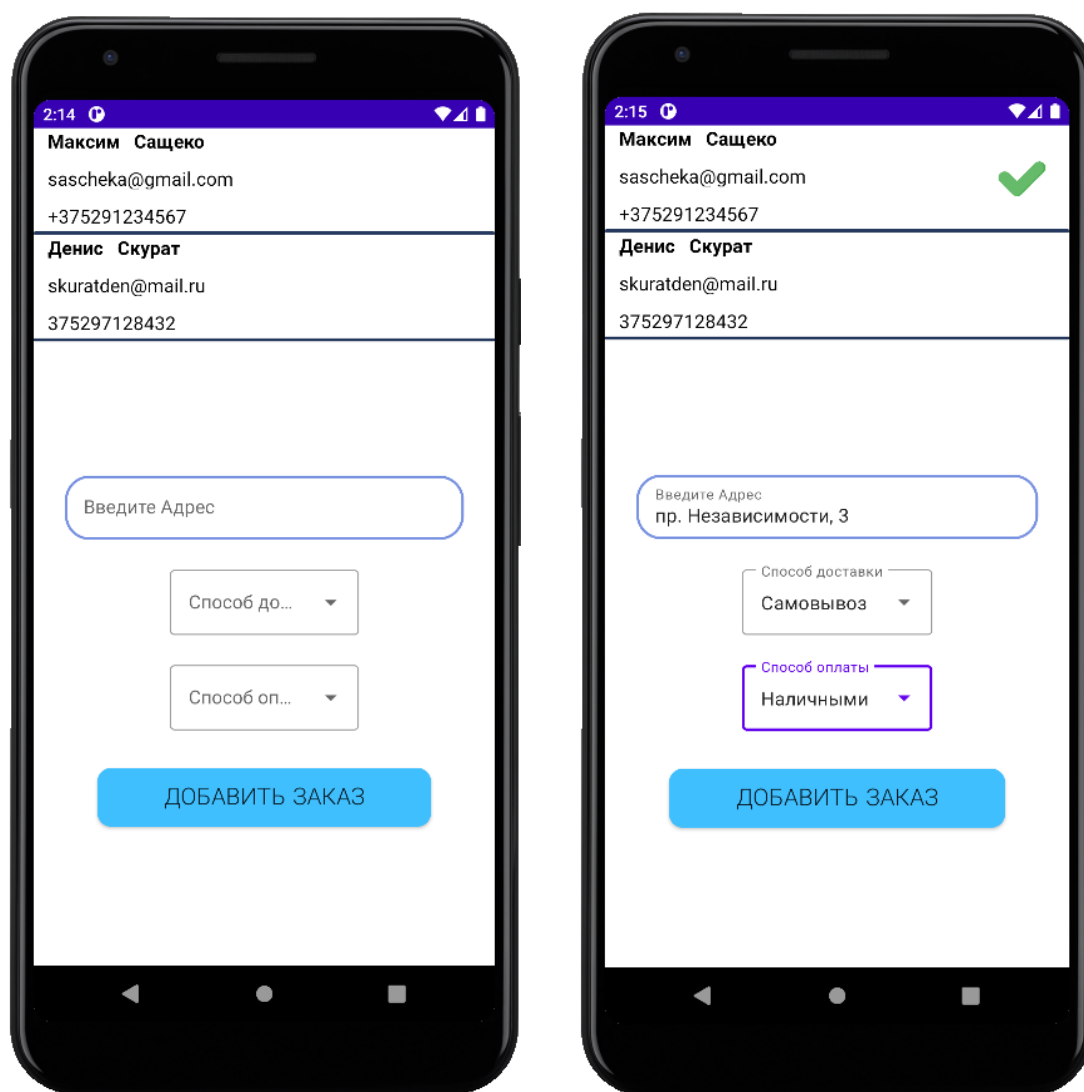 2:14
Максим Сащеко
sascheka@gmail.com
+375291234567
Денис Скурат
skuratden@mail.ru
375297128432
Введите Адрес
Способ до...
Способ оп...
ДОБАВИТЬ ЗАКАЗ
2:15
Максим Сащеко
sascheka@gmail.com
+375291234567
Денис Скурат
skuratden@mail.ru
375297128432
Введите Адрес
пр. Независимости, 3
Способ доставки
Самовывоз
Способ оплаты
Наличными
ДОБАВИТЬ ЗАКАЗ